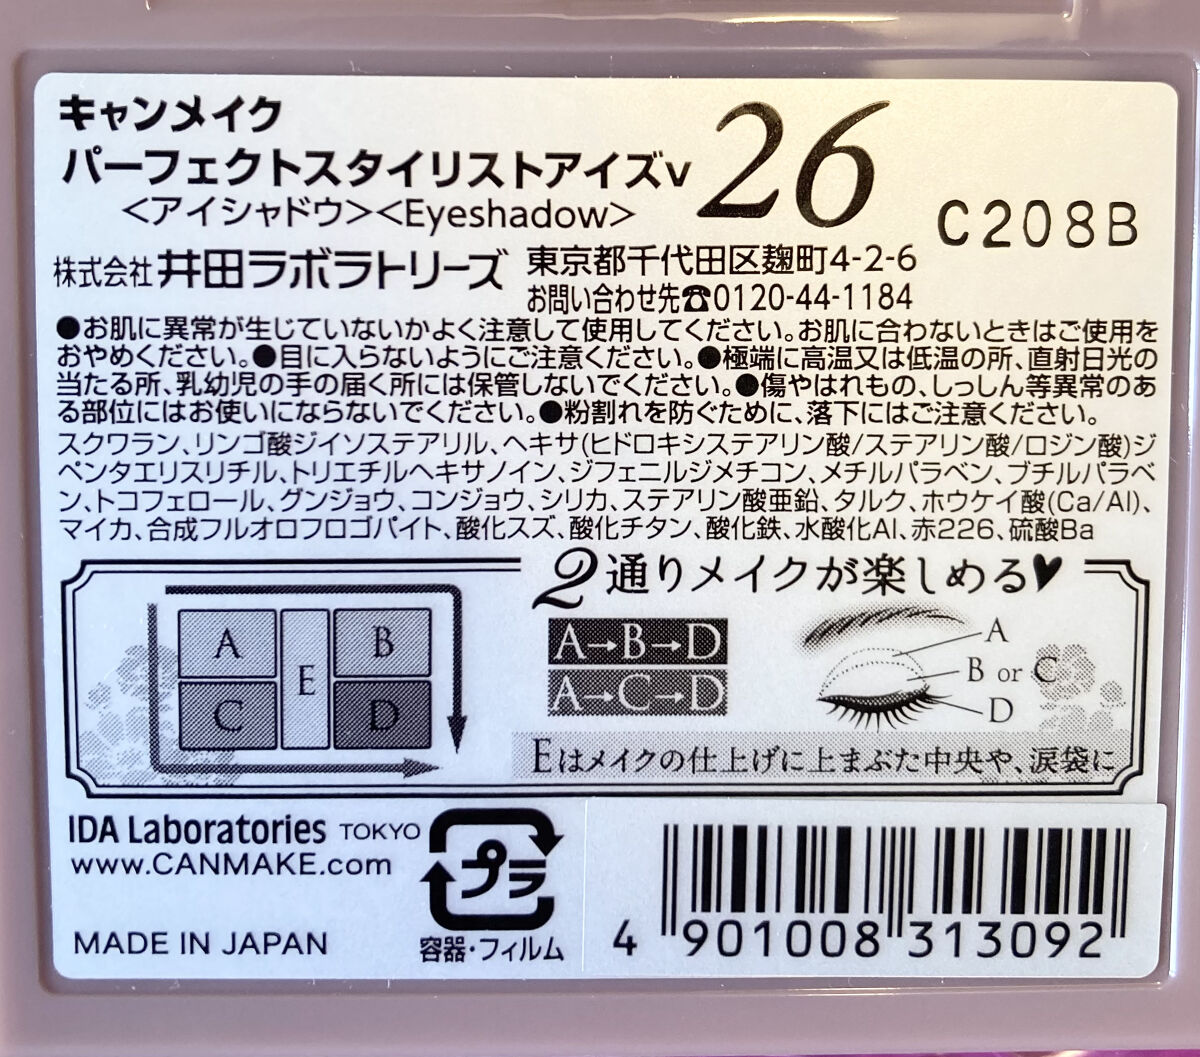 キャンメイク
パーフェクトスタイリストアイズv
26
<アイシャドウ><Eyeshadow>
C208B
株式会社 井田ラボラトリーズ
東京都千代田区麹町4-2-6
お問い合わせ先☎0120-44-1184
●お肌に異常が生じていないかよく注意して使用してください。お肌に合わないときはご使用を
おやめください。●目に入らないようにご注意ください。●極端に高温又は低温の所、直射日光の
当たる所、乳幼児の手の届く所には保管しないでください。●傷やはれもの、しっしん等異常のあ
る部位にはお使いにならないでください。●粉割れを防ぐために、落下にはご注意ください。
スクワラン、リンゴ酸ジイソステアリル、ヘキサ(ヒドロキシステアリン酸/ステアリン酸/ロジン酸)ジ
ペンタエリスリチル、トリエチルヘキサノイン、ジフェニルジメチコン、メチルパラベン、ブチルパラベ
ン、トコフェロール、グンジョウ、コンジョウ、シリカ、ステアリン酸亜鉛、タルク、ホウケイ酸(Ca/Al)、
マイカ、合成フルオロフロゴパイト、酸化スズ、酸化チタン、酸化鉄、水酸化Al、赤226、硫酸Ba
2通りメイクが楽しめる♥
A
B
E
C
D
A→B→D
A→C→D
A
B or C
D
Eはメイクの仕上げに上まぶた中央や、涙袋に
IDA Laboratories TOKYO
www.CANMAKE.com
MADE IN JAPAN
プラ
容器・フィルム
4 901008 313092